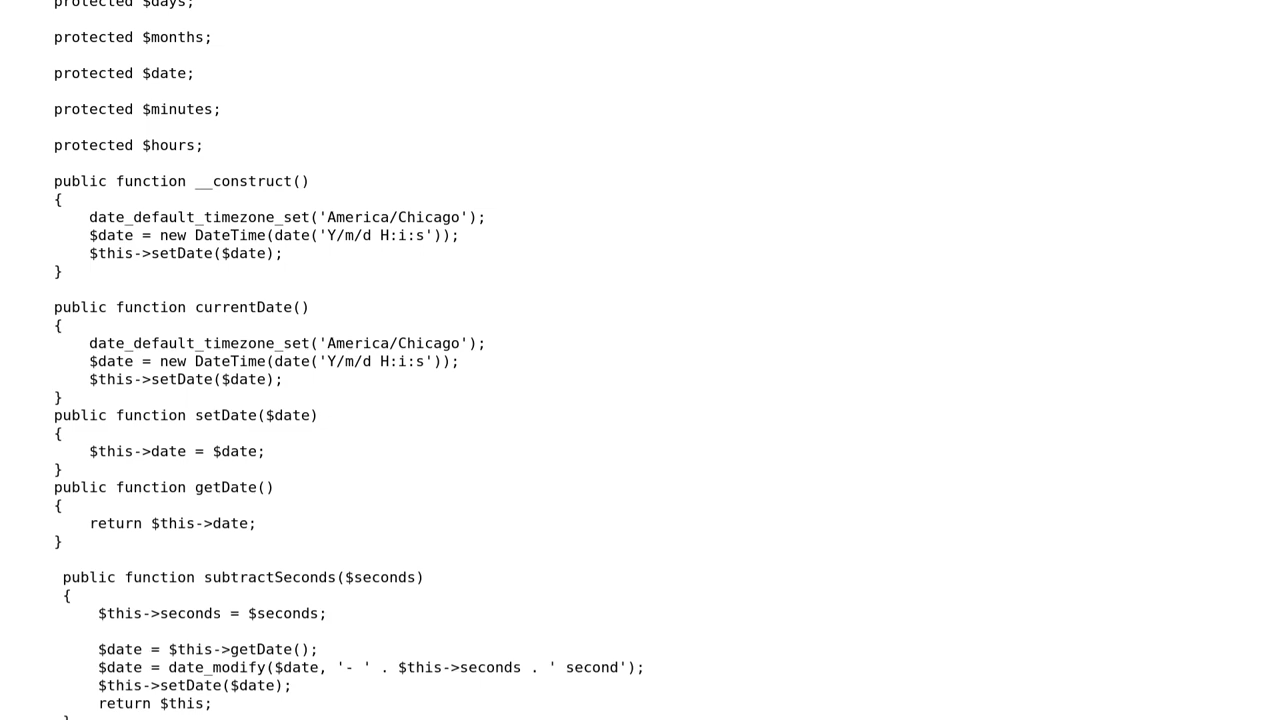 protected $days;
protected $months;
protected $date;
protected $minutes;
protected $hours;
public function __construct()
{
date_default_timezone_set('America/Chicago');
$date = new DateTime(date('Y/m/d H:i:s'));
$this->setDate($date);
}
public function currentDate()
{
date_default_timezone_set('America/Chicago');
$date = new DateTime(date('Y/m/d H:i:s'));
$this->setDate($date);
}
public function setDate($date)
{
$this->date = $date;
}
public function getDate()
{
return $this->date;
}
public function subtractSeconds($seconds)
{
$this->seconds = $seconds;
$date = $this->getDate();
$date = date_modify($date, '- ' . $this->seconds . ' second');
$this->setDate($date);
return $this;
}